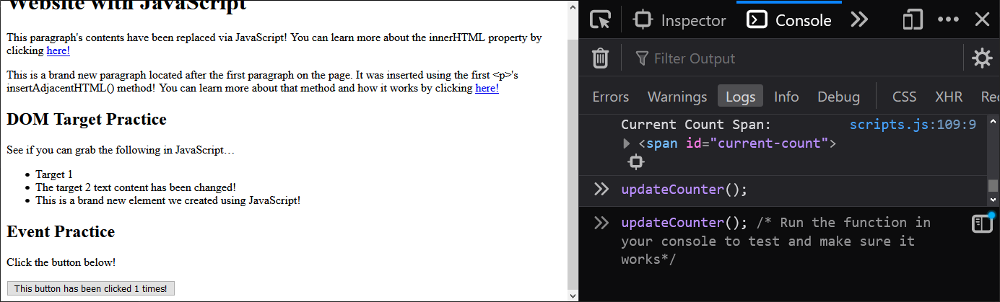 Website with JavaScript
This paragraph's contents have been replaced via JavaScript! You can learn more about the innerHTML property by
clicking here!
This is a brand new paragraph located after the first paragraph on the page. It was inserted using the first <p>'s
insertAdjacentHTML() method! You can learn more about that method and how it works by clicking here!
DOM Target Practice
See if you can grab the following in JavaScript…
• Target 1
• The target 2 text content has been changed!
• This is a brand new element we created using JavaScript!
Event Practice
Click the button below!
This button has been clicked 1 times!
Inspector Console
Filter Output
Errors Warnings Logs Info Debug CSS XHR Rec
Current Count Span: scripts.js:109:9
<span id="current-count">
updateCounter();
updateCounter(); /* Run the function in
your console to test and make sure it
works*/